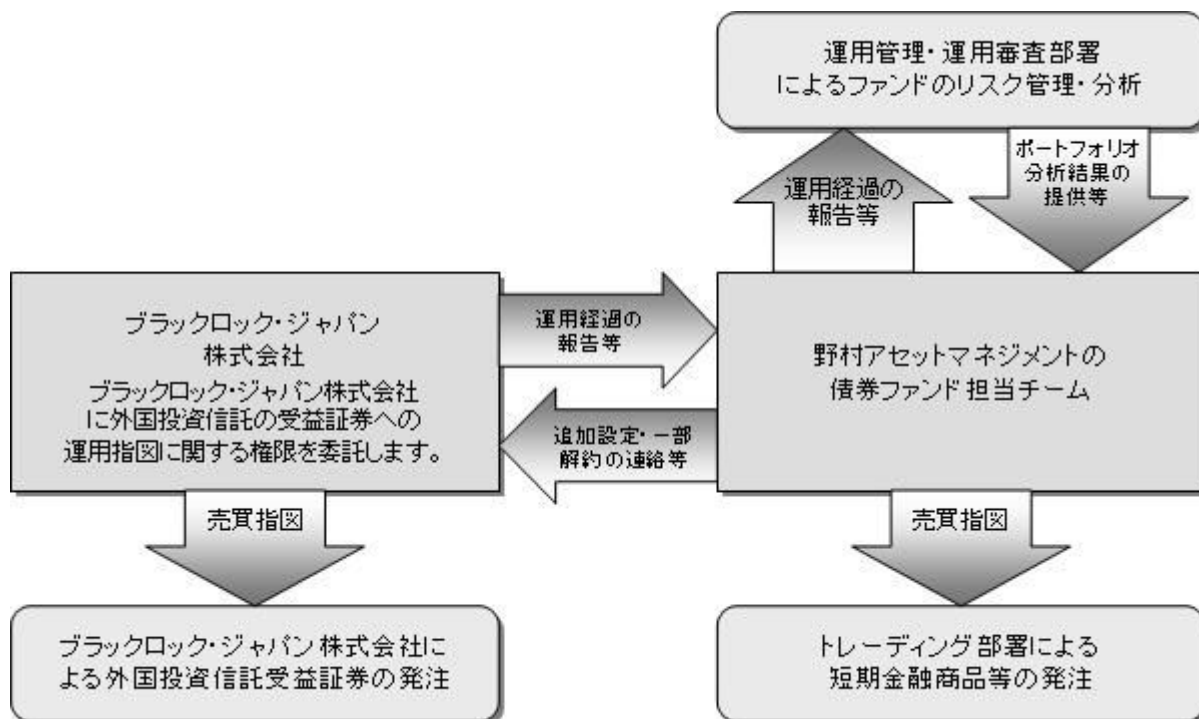 運用管理・運用審査部署
によるファンドのリスク管理・分析
運用経過の
報告等
ポートフォリオ
分析結果の
提供等
ブラックロック・ジャパン
株式会社
ブラックロック・ジャパン株式会社
に外国投資信託の受益証券への
運用指図に関する権限を委託します。
運用経過の
報告等
追加設定・一部
解約の連絡等
野村アセットマネジメントの
債券ファンド担当チーム
売買指図
売買指図
ブラックロック・ジャパン株式会社に
よる外国投資信託受益証券の発注
トレーディング部署による
短期金融商品等の発注